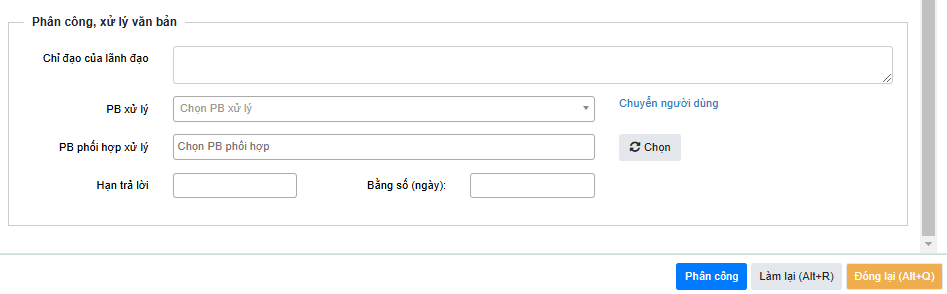 Phân công, xử lý văn bản
Chỉ đạo của lãnh đạo
PB xử lý Chọn PB xử lý Chuyển người dùng
PB phối hợp xử lý Chọn PB phối hợp Chọn
Hạn trả lời Bằng số (ngày):
Phân công Làm lại (Alt+R) Đóng lại (Alt+Q)